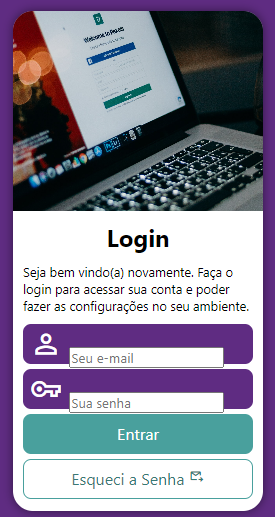 Login
Seja bem vindo(a) novamente. Faça o
login para acessar sua conta e poder
fazer as configurações no seu ambiente.
Seu e-mail
Sua senha
Entrar
Esqueci a Senha